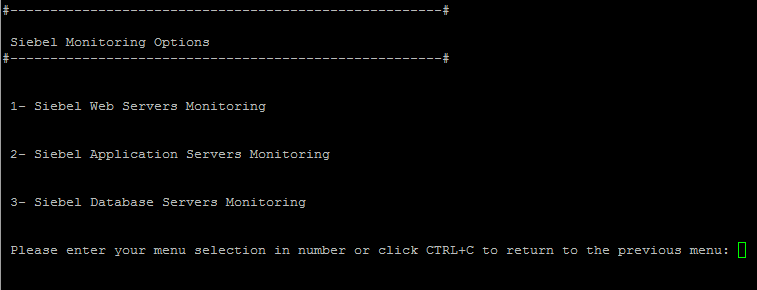 #------------------------------------------------------#
Siebel Monitoring Options
#------------------------------------------------------#
1- Siebel Web Servers Monitoring
2- Siebel Application Servers Monitoring
3- Siebel Database Servers Monitoring
Please enter your menu selection in number or click CTRL+C to return to the previous menu: